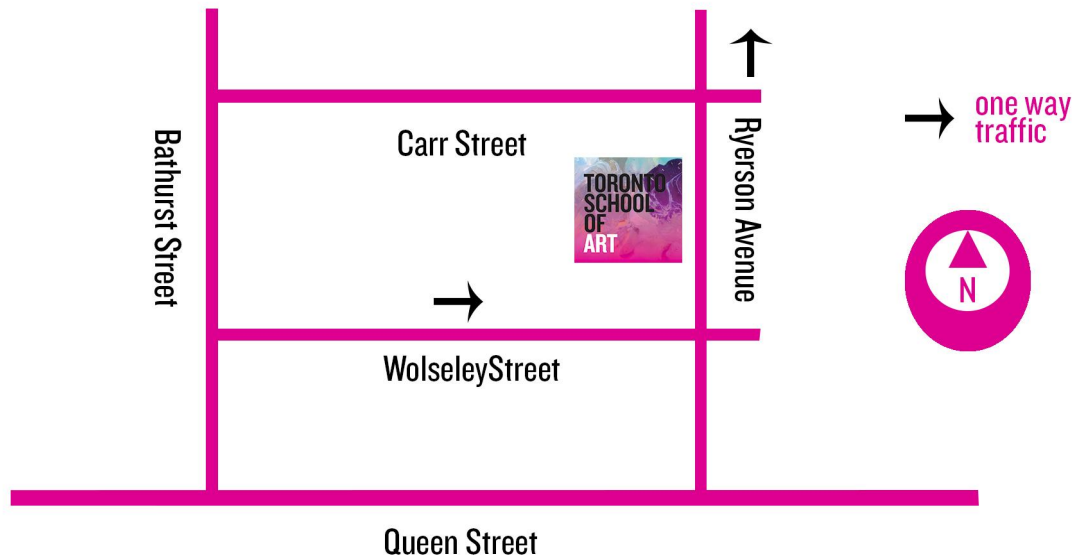 one way
traffic
Carr Street
Bathurst Street
Ryerson Avenue
TORONTO
SCHOOL
OF
ART
N
WolseleyStreet
Queen Street